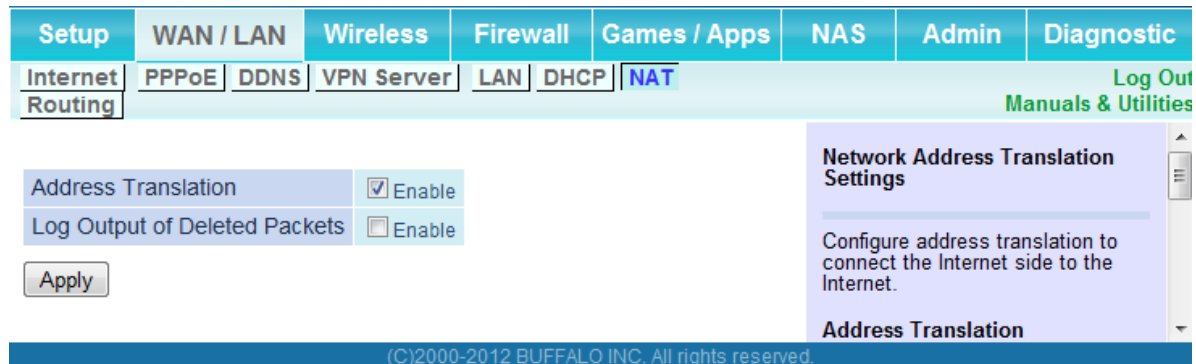 Setup WAN / LAN Wireless Firewall Games / Apps NAS Admin Diagnostic
Internet PPPoE DDNS VPN Server LAN DHCP NAT Log Out
Routing Manuals & Utilities
Address Translation Enable
Log Output of Deleted Packets Enable
Apply
Network Address Translation
Settings
Configure address translation to
connect the Internet side to the
Internet.
Address Translation
(C)2000-2012 BUFFALO INC. All rights reserved.